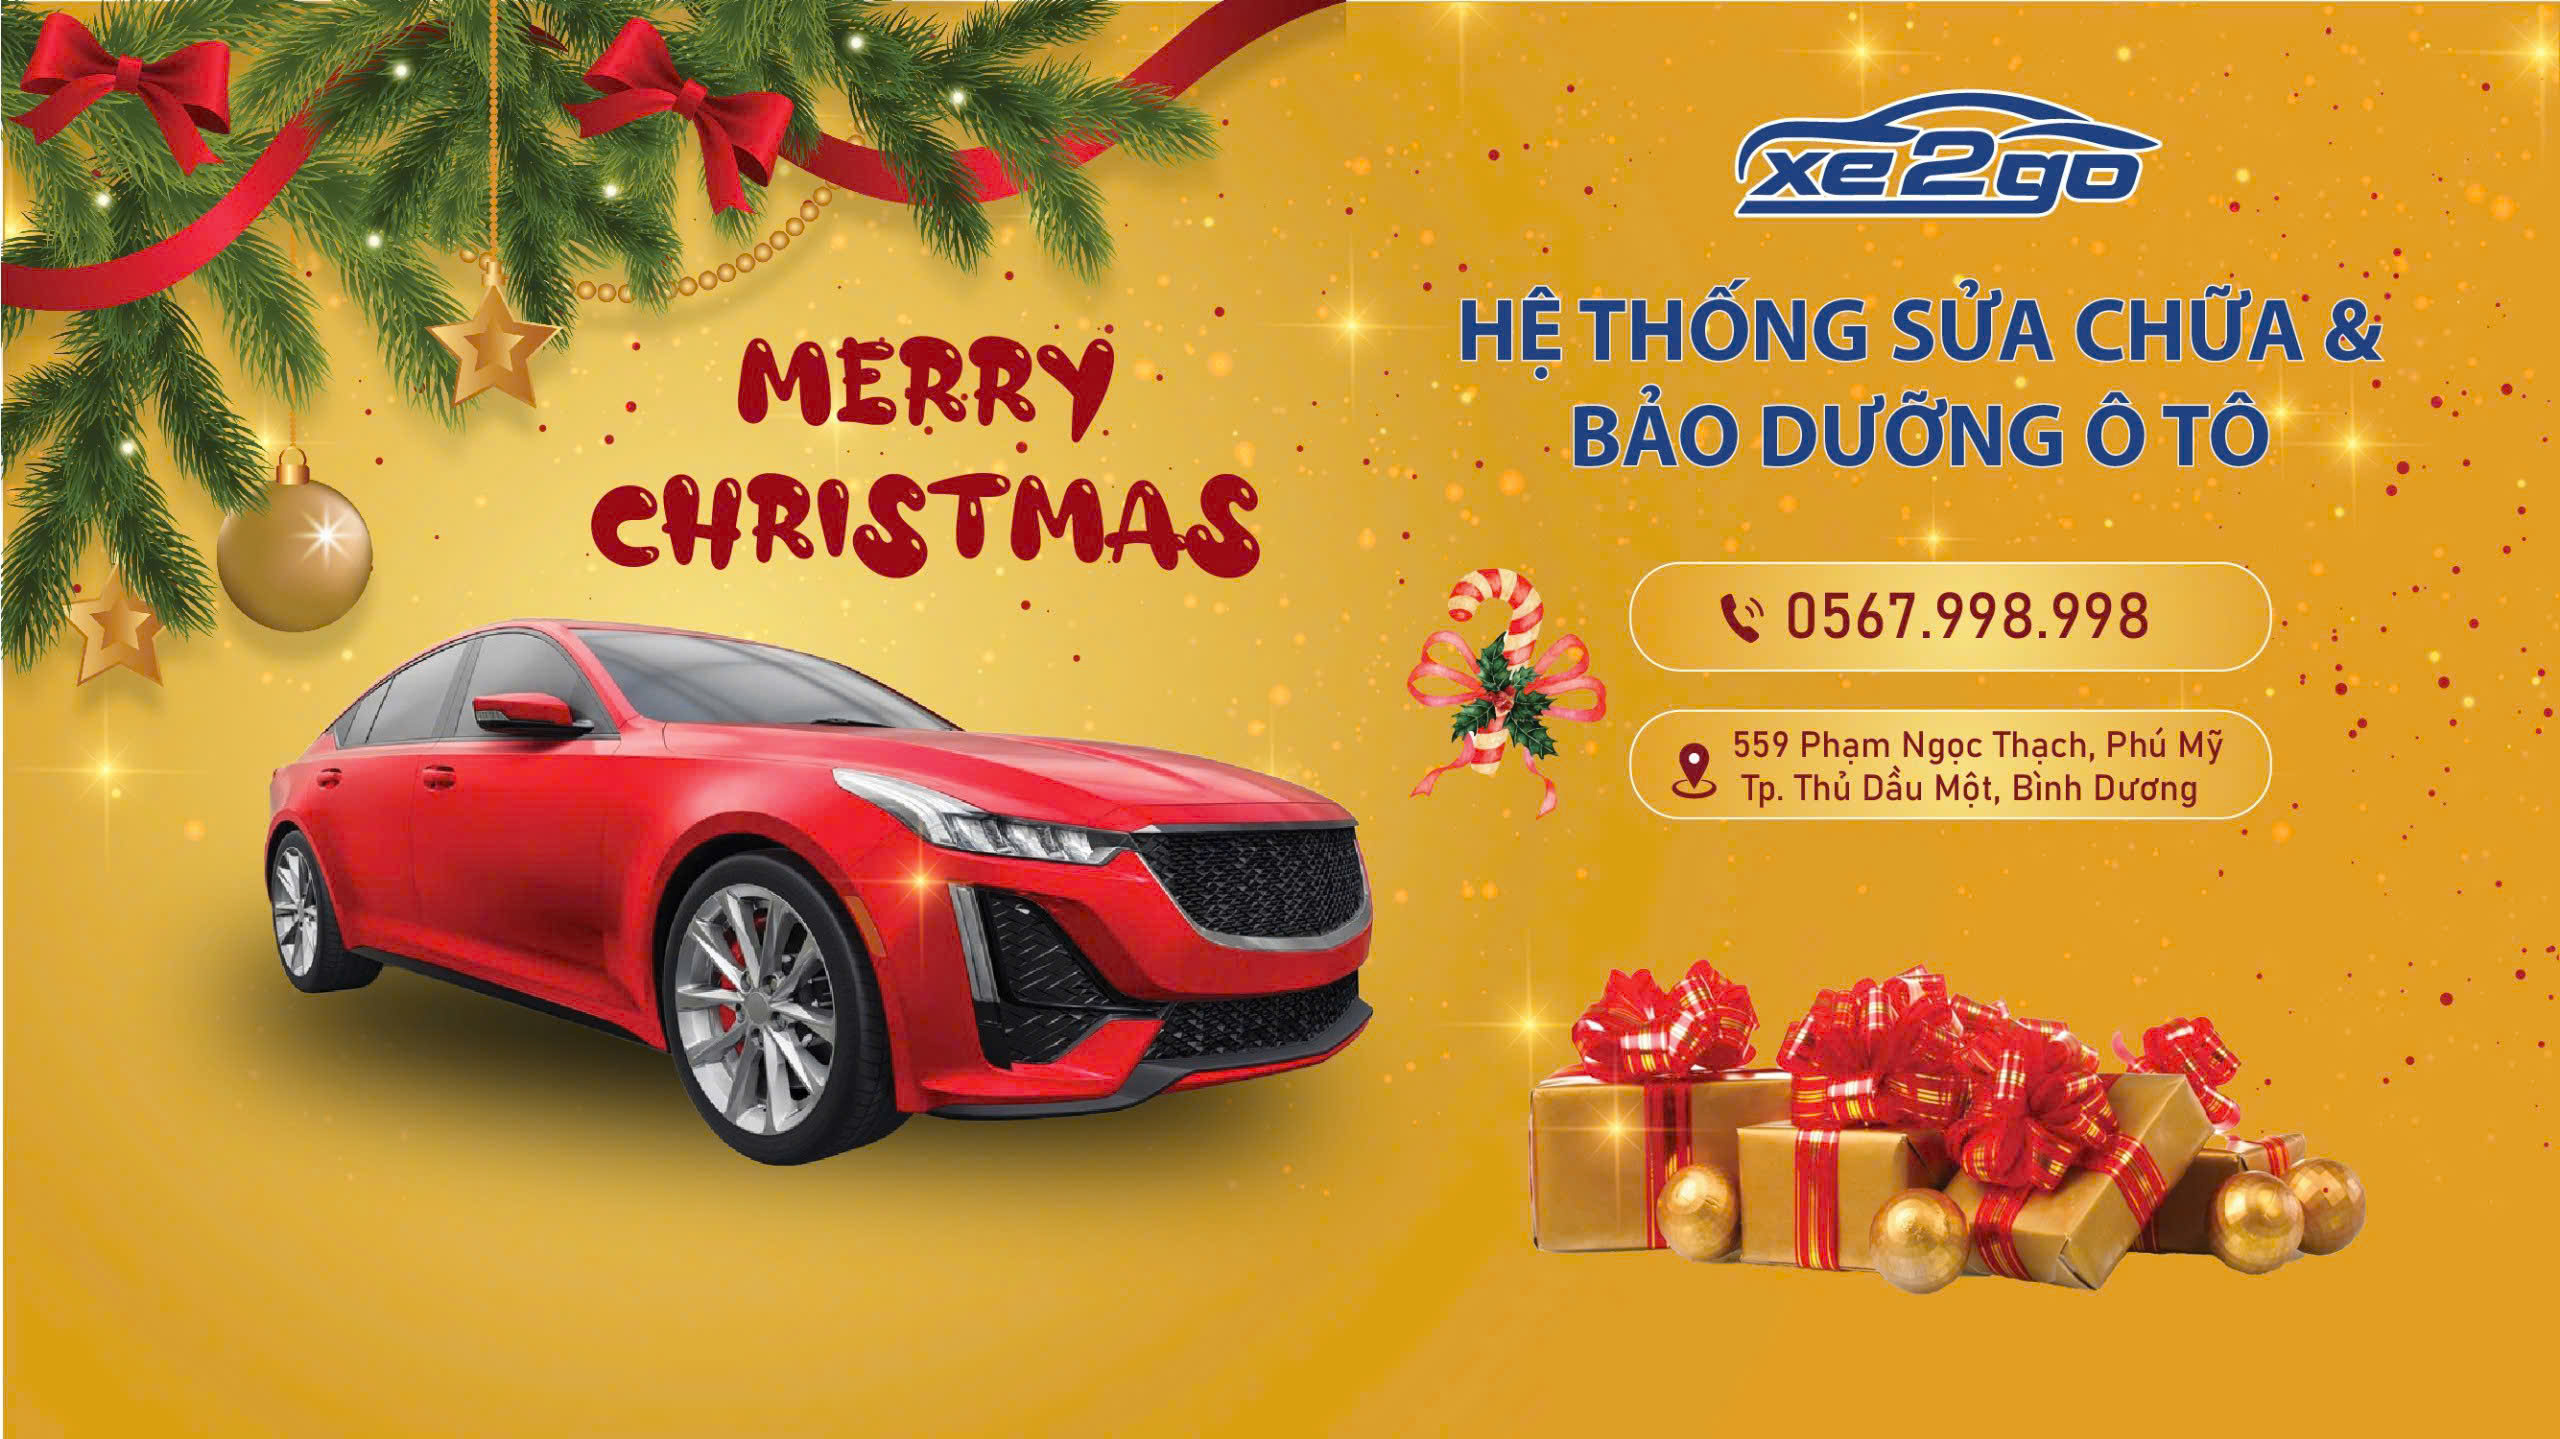 MERRY
CHRISTMAS
xe2go
HỆ THỐNG SỬA CHỮA &
BẢO DƯỠNG Ô TÔ
0567.998.998
559 Phạm Ngọc Thạch, Phú Mỹ
Tp. Thủ Dầu Một, Bình Dương